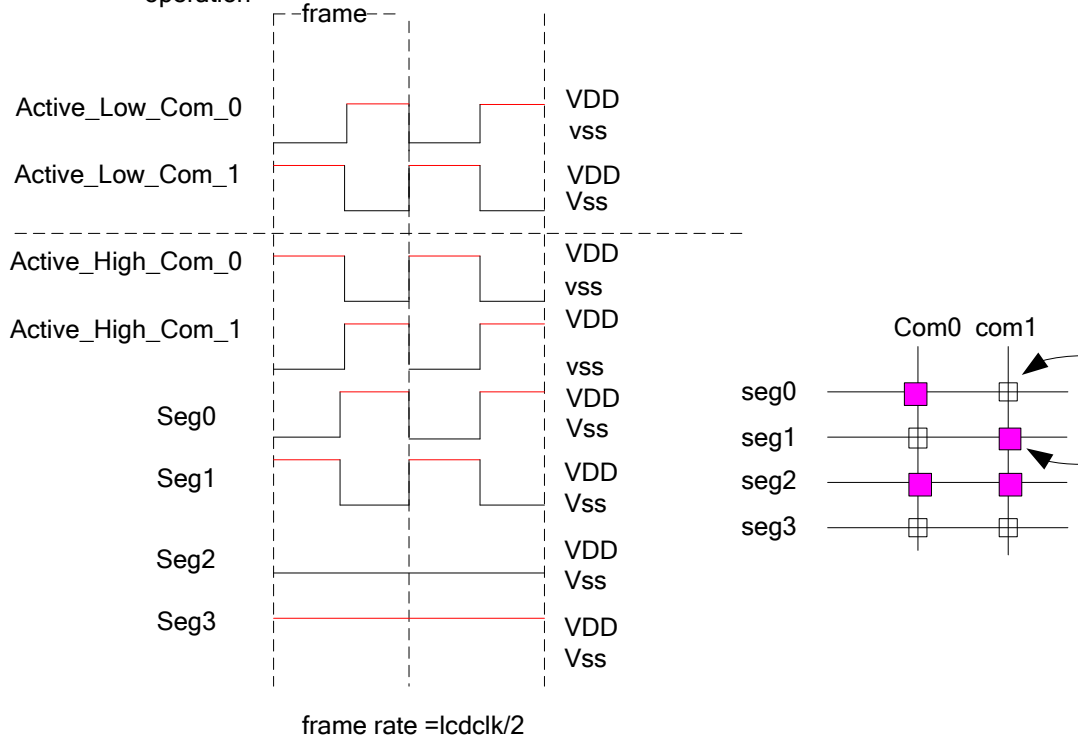 operation
frame
Active_Low_Com_0
VDD
vss
Active_Low_Com_1
VDD
Vss
Active_High_Com_0
VDD
vss
Active_High_Com_1
VDD
vss
Seg0
VDD
Vss
Seg1
VDD
Vss
Seg2
VDD
Vss
Seg3
VDD
Vss
frame rate =lcdclk/2
Com0 com1
seg0
seg1
seg2
seg3